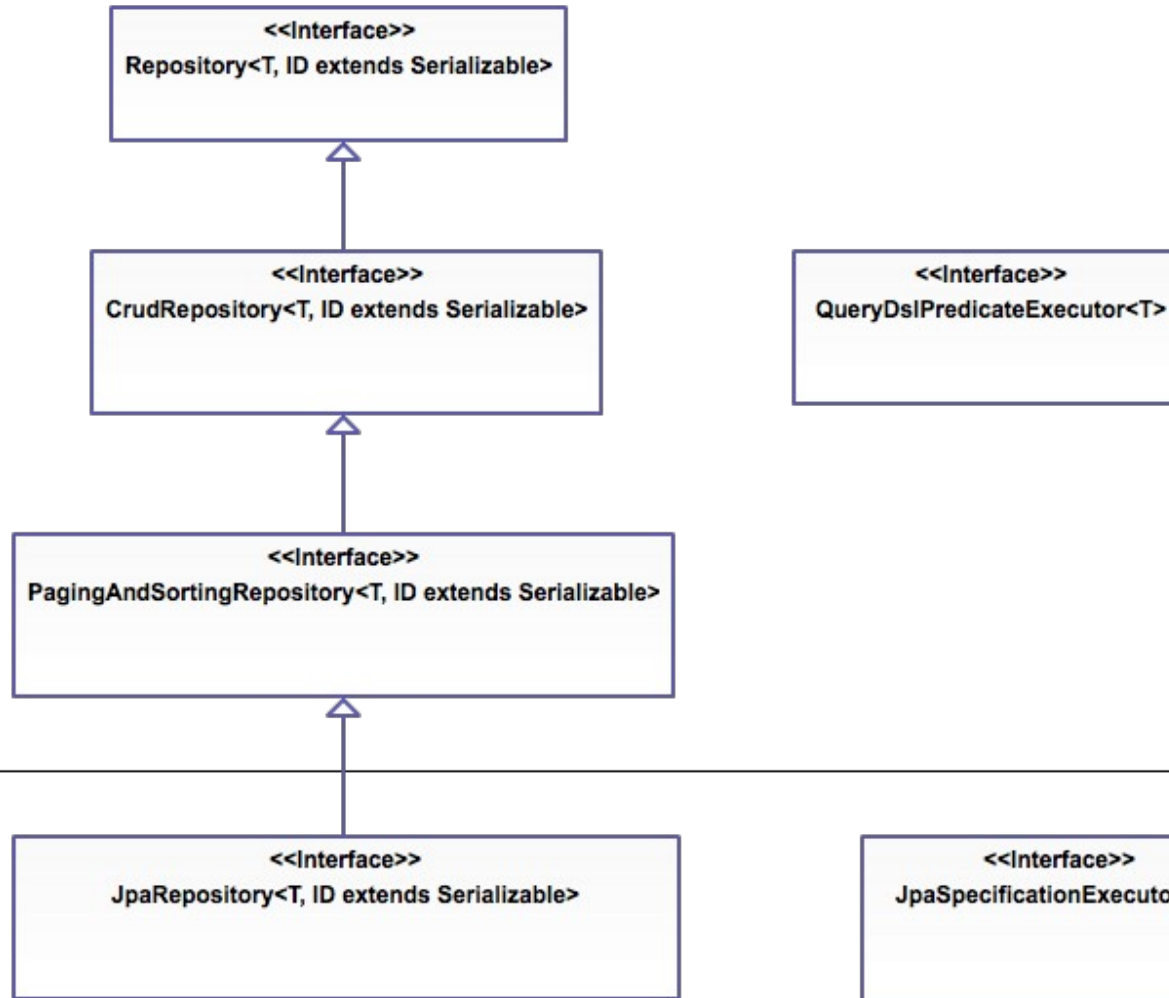 <<Interface>>
Repository<T, ID extends Serializable>
<<Interface>>
CrudRepository<T, ID extends Serializable>
<<Interface>>
QueryDslPredicateExecutor<T>
<<Interface>>
PagingAndSortingRepository<T, ID extends Serializable>
<<Interface>>
JpaRepository<T, ID extends Serializable>
<<Interface>>